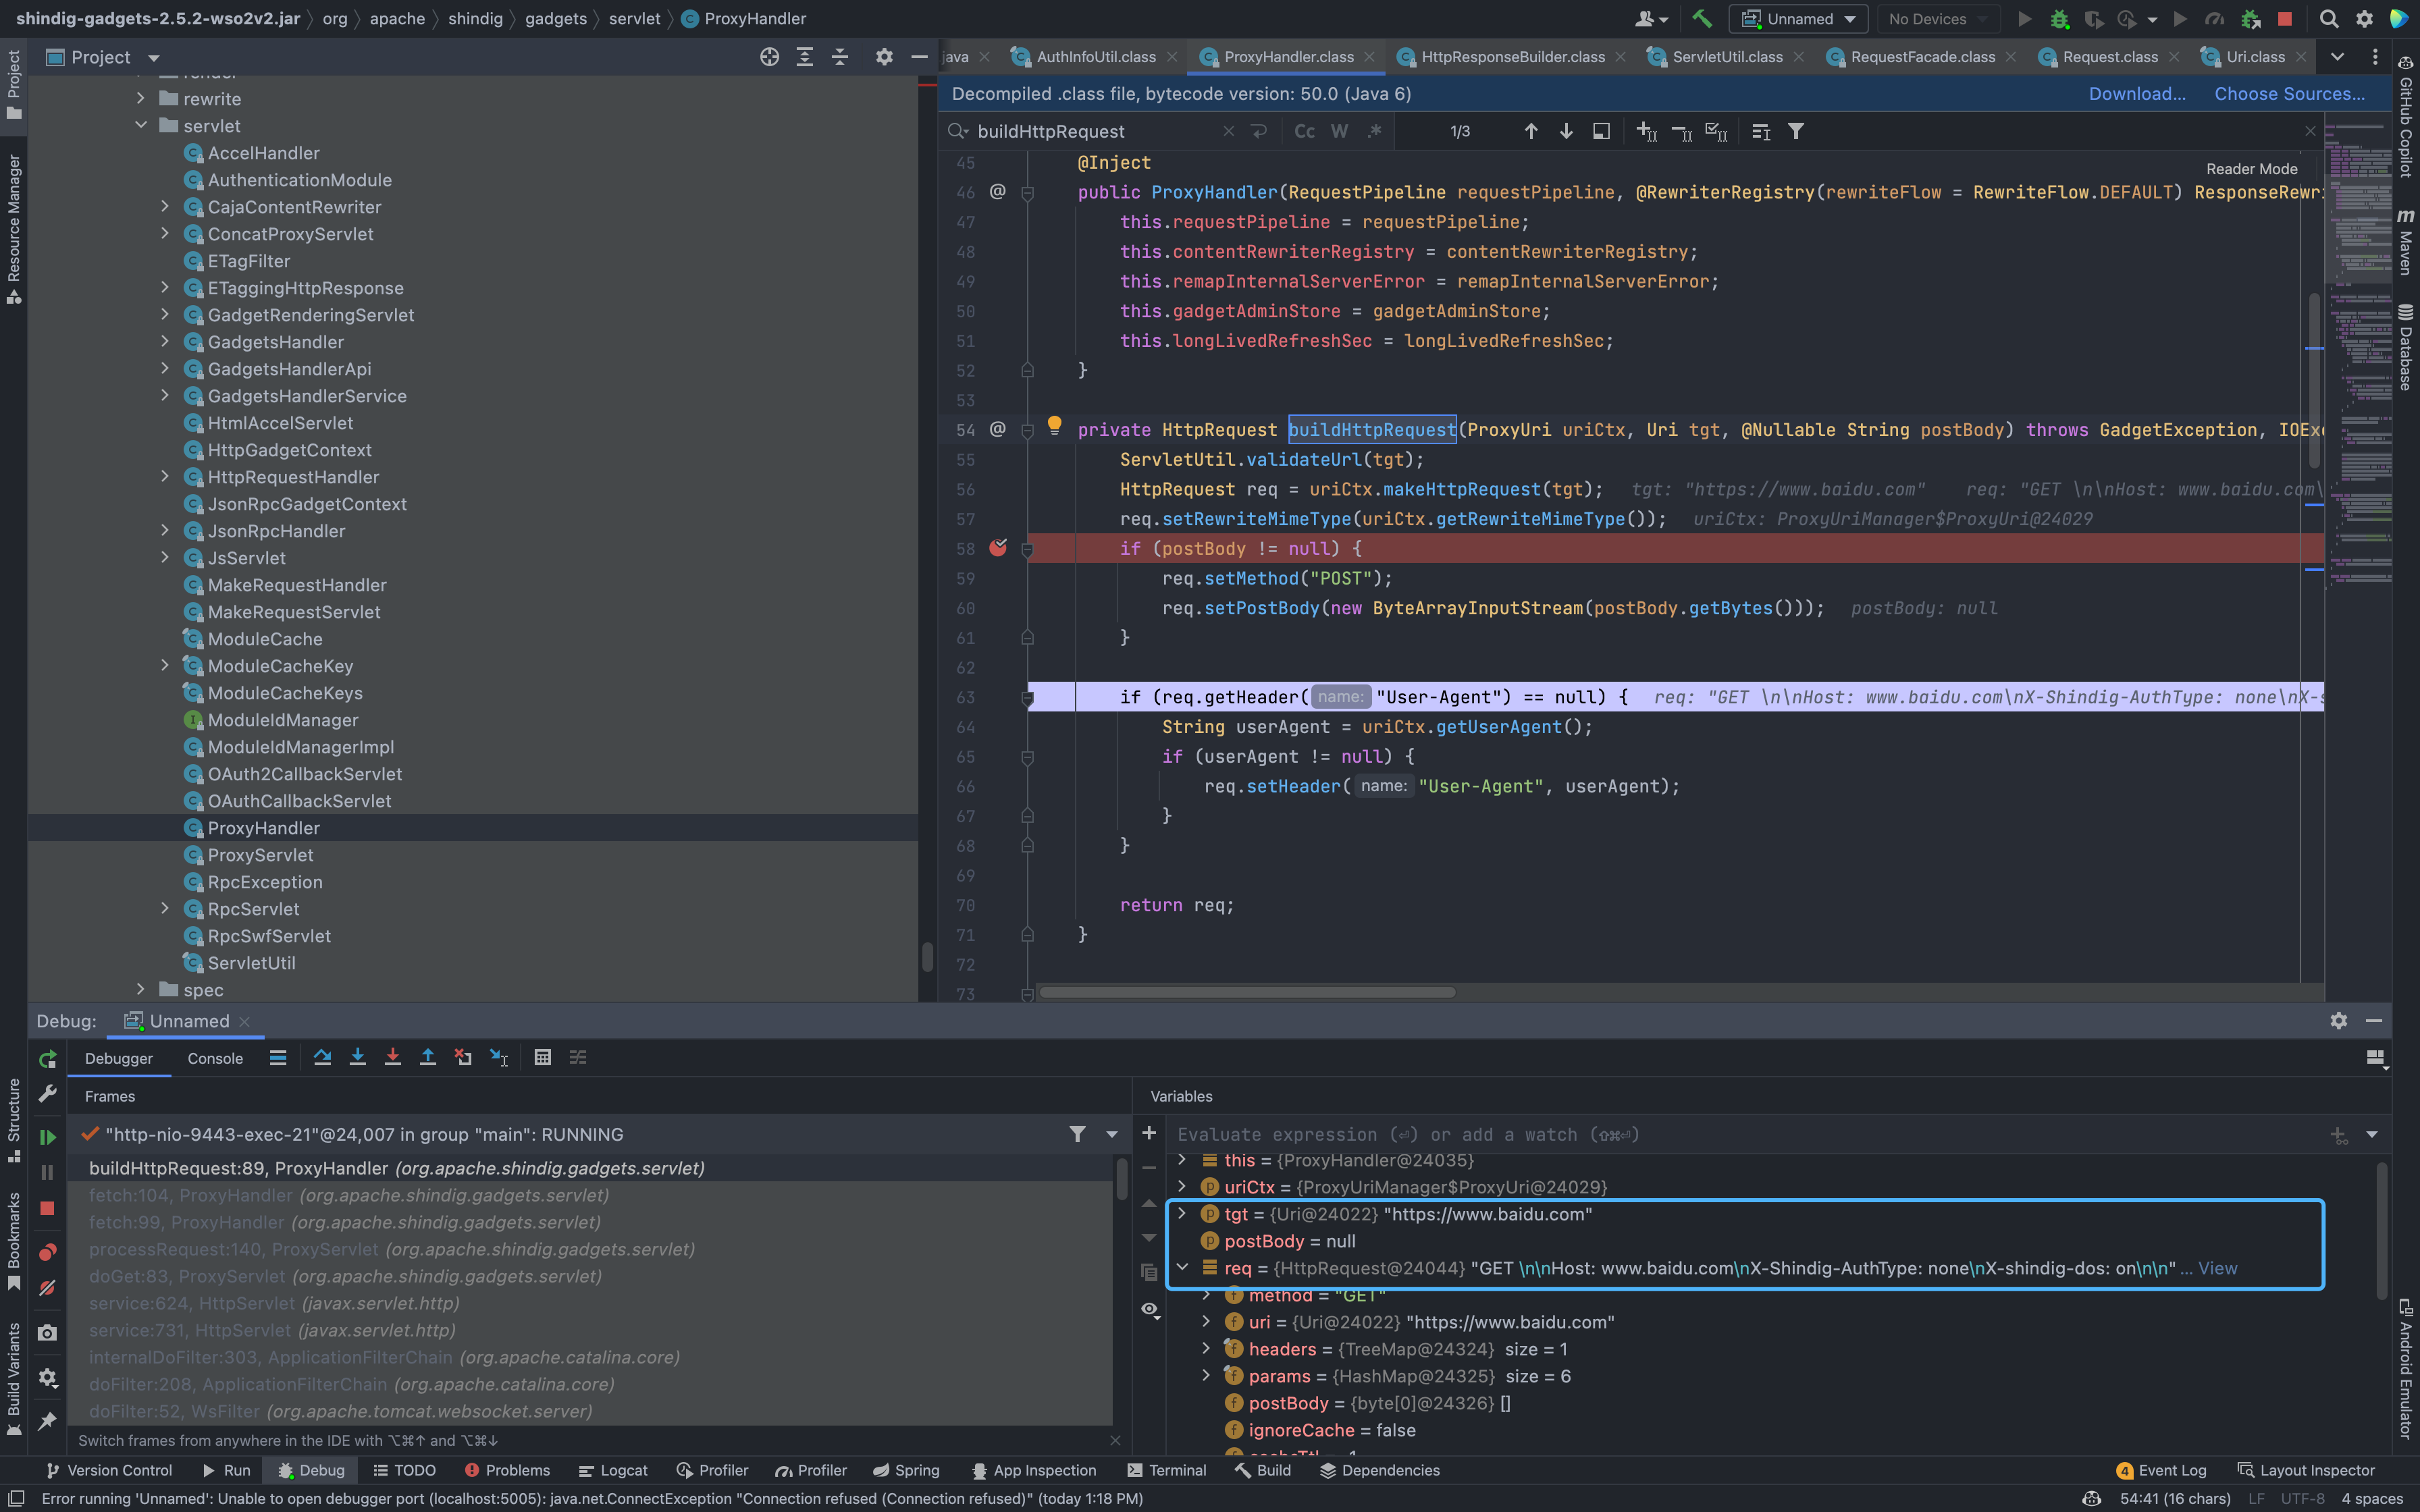 shindig-gadgets-2.5.2-wso2v2.jar org apache shindig gadgets servlet ProxyHandler
Unnamed No Devices
Project
java AuthInfoUtil.class ProxyHandler.class HttpResponseBuilder.class ServletUtil.class RequestFacade.class Request.class Uri.class
Decompiled .class file, bytecode version: 50.0 (Java 6) Download... Choose Sources...
buildHttpRequest Cc W .* 1/3
Reader Mode
render
rewrite
servlet
AccelHandler
AuthenticationModule
CajaContentRewriter
ConcatProxyServlet
ETagFilter
ETaggingHttpResponse
GadgetRenderingServlet
GadgetsHandler
GadgetsHandlerApi
GadgetsHandlerService
HtmlAccelServlet
HttpGadgetContext
HttpRequestHandler
JsonRpcGadgetContext
JsonRpcHandler
JsServlet
MakeRequestHandler
MakeRequestServlet
ModuleCache
ModuleCacheKey
ModuleCacheKeys
ModuleIdManager
ModuleIdManagerImpl
OAuth2CallbackServlet
OAuthCallbackServlet
ProxyHandler
ProxyServlet
RpcException
RpcServlet
RpcSwfServlet
ServletUtil
spec
45 @Inject
46 @ public ProxyHandler(RequestPipeline requestPipeline, @RewriterRegistry(rewriteFlow = RewriteFlow.DEFAULT) ResponseRewri
47 this.requestPipeline = requestPipeline;
48 this.contentRewriterRegistry = contentRewriterRegistry;
49 this.remapInternalServerError = remapInternalServerError;
50 this.gadgetAdminStore = gadgetAdminStore;
51 this.longLivedRefreshSec = longLivedRefreshSec;
52 }
53
54 @ private HttpRequest buildHttpRequest(ProxyUri uriCtx, Uri tgt, @Nullable String postBody) throws GadgetException, IOExc
55 ServletUtil.validateUrl(tgt);
56 HttpRequest req = uriCtx.makeHttpRequest(tgt); tgt: "https://www.baidu.com" req: "GET \n\nHost: www.baidu.com\
57 req.setRewriteMimeType(uriCtx.getRewriteMimeType()); uriCtx: ProxyUriManager$ProxyUri@24029
58 if (postBody != null) {
59 req.setMethod("POST");
60 req.setPostBody(new ByteArrayInputStream(postBody.getBytes())); postBody: null
61 }
62
63 if (req.getHeader( name: "User-Agent") == null) { req: "GET \n\nHost: www.baidu.com\nX-Shindig-AuthType: none\nX-s
64 String userAgent = uriCtx.getUserAgent();
65 if (userAgent != null) {
66 req.setHeader( name: "User-Agent", userAgent);
67 }
68 }
69
70 return req;
71 }
72
73
Debug: Unnamed
Debugger Console
Frames
"http-nio-9443-exec-21"@24,007 in group "main": RUNNING
buildHttpRequest:89, ProxyHandler (org.apache.shindig.gadgets.servlet)
fetch:104, ProxyHandler (org.apache.shindig.gadgets.servlet)
fetch:99, ProxyHandler (org.apache.shindig.gadgets.servlet)
processRequest:140, ProxyServlet (org.apache.shindig.gadgets.servlet)
doGet:83, ProxyServlet (org.apache.shindig.gadgets.servlet)
service:624, HttpServlet (javax.servlet.http)
service:731, HttpServlet (javax.servlet.http)
internalDoFilter:303, ApplicationFilterChain (org.apache.catalina.core)
doFilter:208, ApplicationFilterChain (org.apache.catalina.core)
doFilter:52, WsFilter (org.apache.tomcat.websocket.server)
Switch frames from anywhere in the IDE with ⌥⌘↑ and ⌥⌘↓
Variables
Evaluate expression (⏎) or add a watch (⇧⌘⏎)
this = {ProxyHandler@24035}
uriCtx = {ProxyUriManager$ProxyUri@24029}
tgt = {Uri@24022} "https://www.baidu.com"
postBody = null
req = {HttpRequest@24044} "GET \n\nHost: www.baidu.com\nX-Shindig-AuthType: none\nX-shindig-dos: on\n\n" ... View
method = "GET"
uri = {Uri@24022} "https://www.baidu.com"
headers = {TreeMap@24324} size = 1
params = {HashMap@24325} size = 6
postBody = {byte[0]@24326} []
ignoreCache = false
Version Control Run Debug TODO Problems Logcat Profiler Profiler Spring App Inspection Terminal Build Dependencies 4 Event Log Layout Inspector
Error running 'Unnamed': Unable to open debugger port (localhost:5005): java.net.ConnectException "Connection refused (Connection refused)" (today 1:18 PM) 54:41 (16 chars) LF UTF-8 4 spaces
Project
Resource Manager
Structure
Bookmarks
Build Variants
GitHub Copilot
Maven
Database
Android Emulator